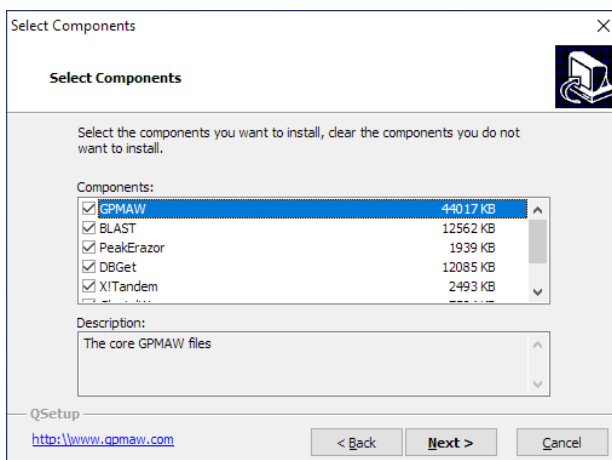 Select Components
Select Components
Select the components you want to install, clear the components you do not
want to install.
Components:
GPMAW 44017 KB
BLAST 12562 KB
PeakErazor 1939 KB
DBGet 12085 KB
X!Tandem 2493 KB
Description:
The core GPMAW files
QSetup
http:\\www.gpmaw.com
< Back
Next >
Cancel